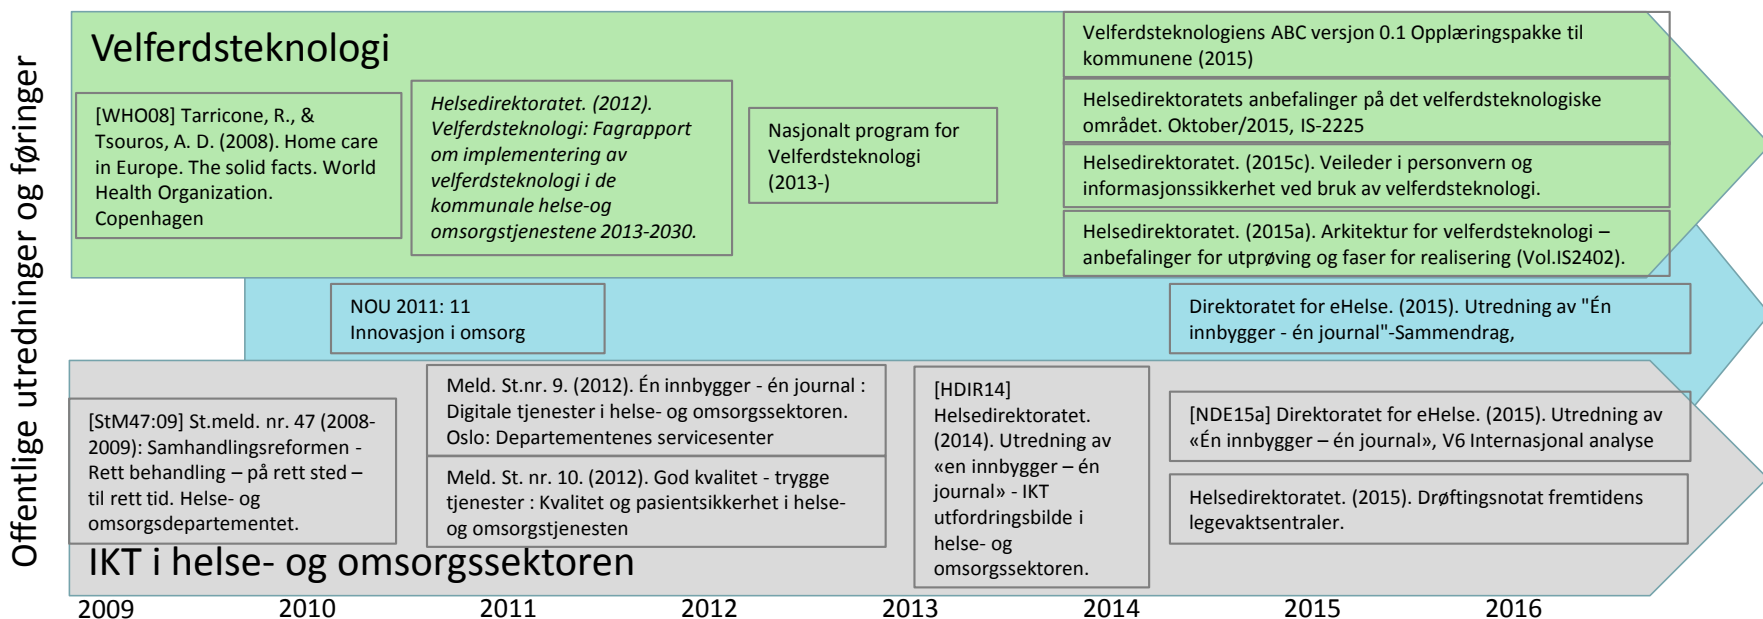 Offentlige utredninger og føringer
Velferdsteknologi
[WHO08] Tarricone, R., &
Tsouros, A. D. (2008). Home care
in Europe. The solid facts. World
Health Organization.
Copenhagen
Helsedirektoratet. (2012).
Velferdsteknologi: Fagrapport
om implementering av
velferdsteknologi i de
kommunale helse-og
omsorgstjenestene 2013-2030.
Nasjonalt program for
Velferdsteknologi
(2013-)
Velferdsteknologiens ABC versjon 0.1 Opplæringspakke til
kommunene (2015)
Helsedirektoratets anbefalinger på det velferdsteknologiske
området. Oktober/2015, IS-2225
Helsedirektoratet. (2015c). Veileder i personvern og
informasjonssikkerhet ved bruk av velferdsteknologi.
Helsedirektoratet. (2015a). Arkitektur for velferdsteknologi –
anbefalinger for utprøving og faser for realisering (Vol.IS2402).
NOU 2011: 11
Innovasjon i omsorg
Direktoratet for eHelse. (2015). Utredning av "Én
innbygger - én journal"-Sammendrag,
[StM47:09] St.meld. nr. 47 (2008-
2009): Samhandlingsreformen -
Rett behandling – på rett sted –
til rett tid. Helse- og
omsorgsdepartementet.
Meld. St.nr. 9. (2012). Én innbygger - én journal :
Digitale tjenester i helse- og omsorgssektoren.
Oslo: Departementenes servicesenter
Meld. St. nr. 10. (2012). God kvalitet - trygge
tjenester : Kvalitet og pasientsikkerhet i helse-
og omsorgstjenesten
[HDIR14]
Helsedirektoratet.
(2014). Utredning av
«en innbygger – én
journal» - IKT
utfordringsbilde i
helse- og
omsorgssektoren.
[NDE15a] Direktoratet for eHelse. (2015). Utredning av
«Én innbygger – én journal», V6 Internasjonal analyse
Helsedirektoratet. (2015). Drøftingsnotat fremtidens
legevaktsentraler.
IKT i helse- og omsorgssektoren
2009 2010 2011 2012 2013 2014 2015 2016